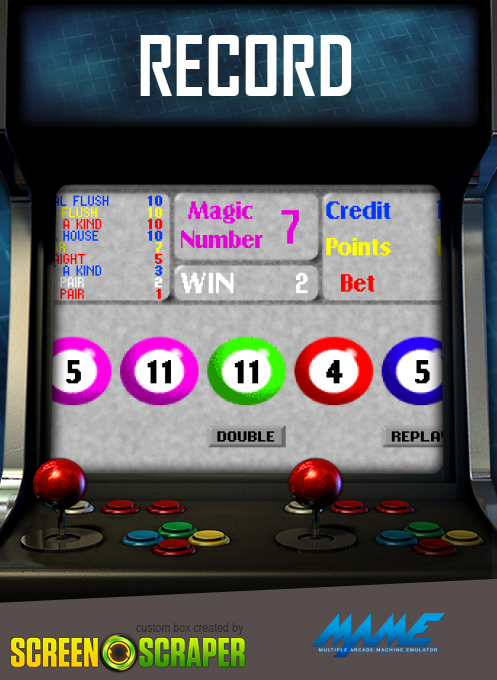 RECORD
AL FLUSH 10
FLUSH 10
A KIND 10
HOUSE 10
7
AIGHT 5
A KIND 3
PAIR 2
PAIR 1
Magic
Number 7
WIN 2
Credit
Points
Bet
5 11 11 4 5
DOUBLE
REPLA
custom box created by
SCREEN SCRAPER
MAME
MULTIPLE ARCADE MACHINE EMULATOR